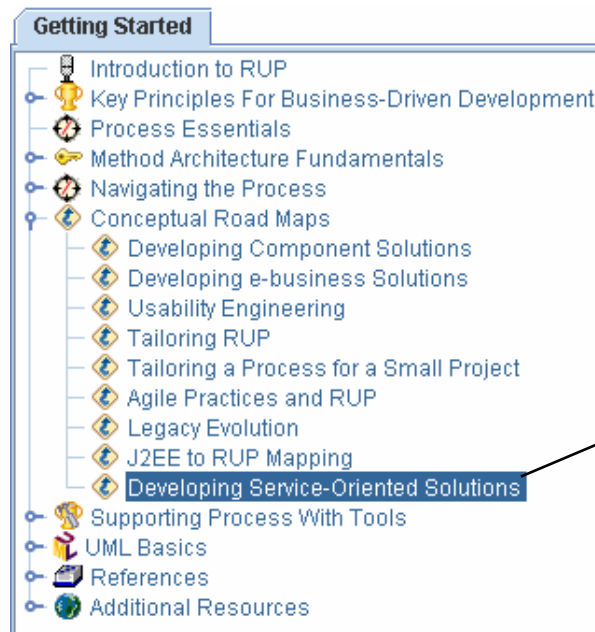 Getting Started
Introduction to RUP
Key Principles For Business-Driven Development
Process Essentials
Method Architecture Fundamentals
Navigating the Process
Conceptual Road Maps
Developing Component Solutions
Developing e-business Solutions
Usability Engineering
Tailoring RUP
Tailoring a Process for a Small Project
Agile Practices and RUP
Legacy Evolution
J2EE to RUP Mapping
Developing Service-Oriented Solutions
Supporting Process With Tools
UML Basics
References
Additional Resources